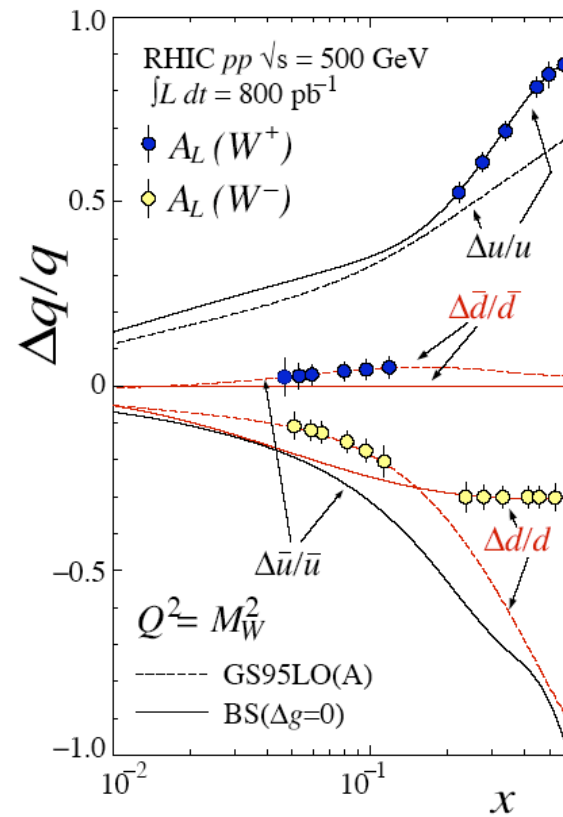 RHIC pp √s = 500 GeV
∫L dt = 800 pb⁻¹
A_L (W⁺)
A_L (W⁻)
1.0
0.5
0
−0.5
−1.0
Δq/q
Δu/u
Δd̄/d̄
Δd/d
Δū/ū
Q² = M_W²
GS95LO(A)
BS(Δg=0)
10⁻²
10⁻¹
x